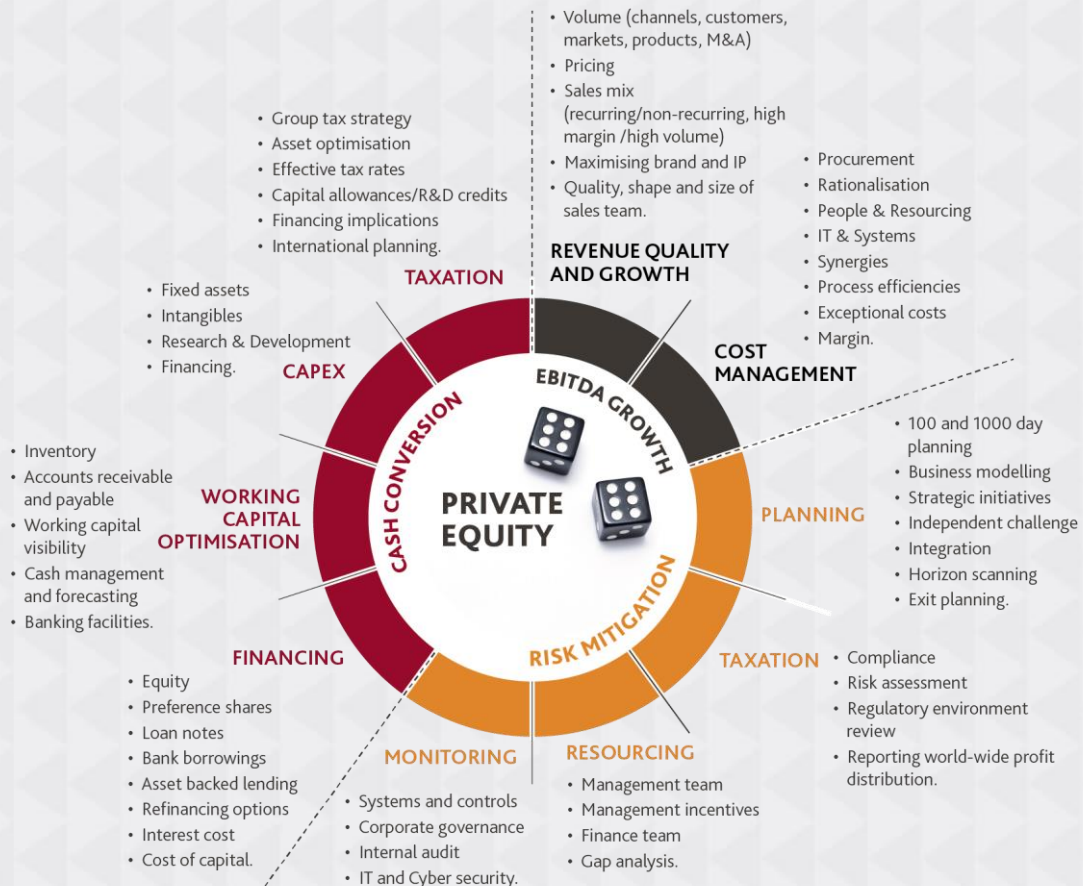 • Volume (channels, customers,
markets, products, M&A)
• Pricing
• Sales mix
(recurring/non-recurring, high
margin /high volume)
• Maximising brand and IP
• Quality, shape and size of
sales team.
REVENUE QUALITY
AND GROWTH
• Procurement
• Rationalisation
• People & Resourcing
• IT & Systems
• Synergies
• Process efficiencies
• Exceptional costs
• Margin.
COST
MANAGEMENT
• 100 and 1000 day
planning
• Business modelling
• Strategic initiatives
• Independent challenge
• Integration
• Horizon scanning
• Exit planning.
PLANNING
TAXATION
• Compliance
• Risk assessment
• Regulatory environment
review
• Reporting world-wide profit
distribution.
RESOURCING
• Management team
• Management incentives
• Finance team
• Gap analysis.
MONITORING
• Systems and controls
• Corporate governance
• Internal audit
• IT and Cyber security.
FINANCING
• Equity
• Preference shares
• Loan notes
• Bank borrowings
• Asset backed lending
• Refinancing options
• Interest cost
• Cost of capital.
WORKING
CAPITAL
OPTIMISATION
• Inventory
• Accounts receivable
and payable
• Working capital
visibility
• Cash management
and forecasting
• Banking facilities.
CAPEX
• Fixed assets
• Intangibles
• Research & Development
• Financing.
TAXATION
• Group tax strategy
• Asset optimisation
• Effective tax rates
• Capital allowances/R&D credits
• Financing implications
• International planning.
EBITDA GROWTH
CASH CONVERSION
RISK MITIGATION
PRIVATE
EQUITY